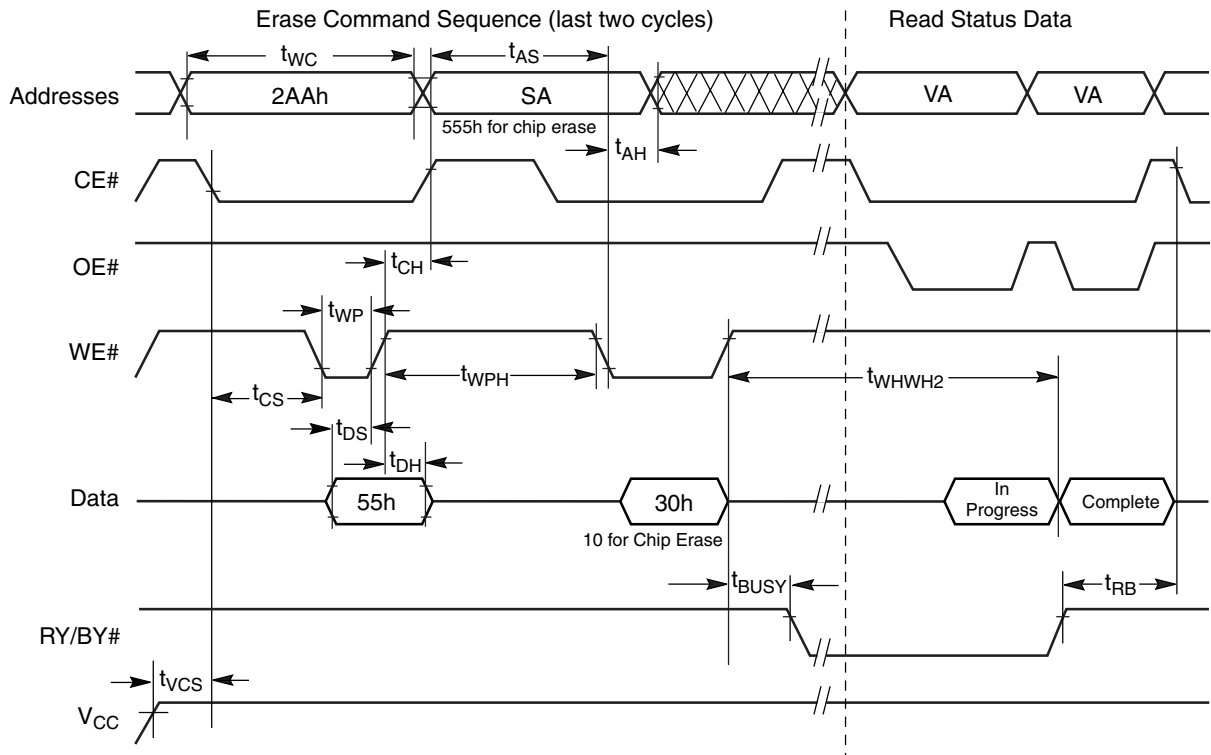 Erase Command Sequence (last two cycles)
Read Status Data
tWC
tAS
Addresses
2AAh
SA
VA
VA
555h for chip erase
tAH
CE#
OE#
tCH
tWP
WE#
tWPH
tWHWH2
tCS
tDS
tDH
Data
55h
30h
In
Progress
Complete
10 for Chip Erase
tBUSY
tRB
RY/BY#
tVCS
VCC